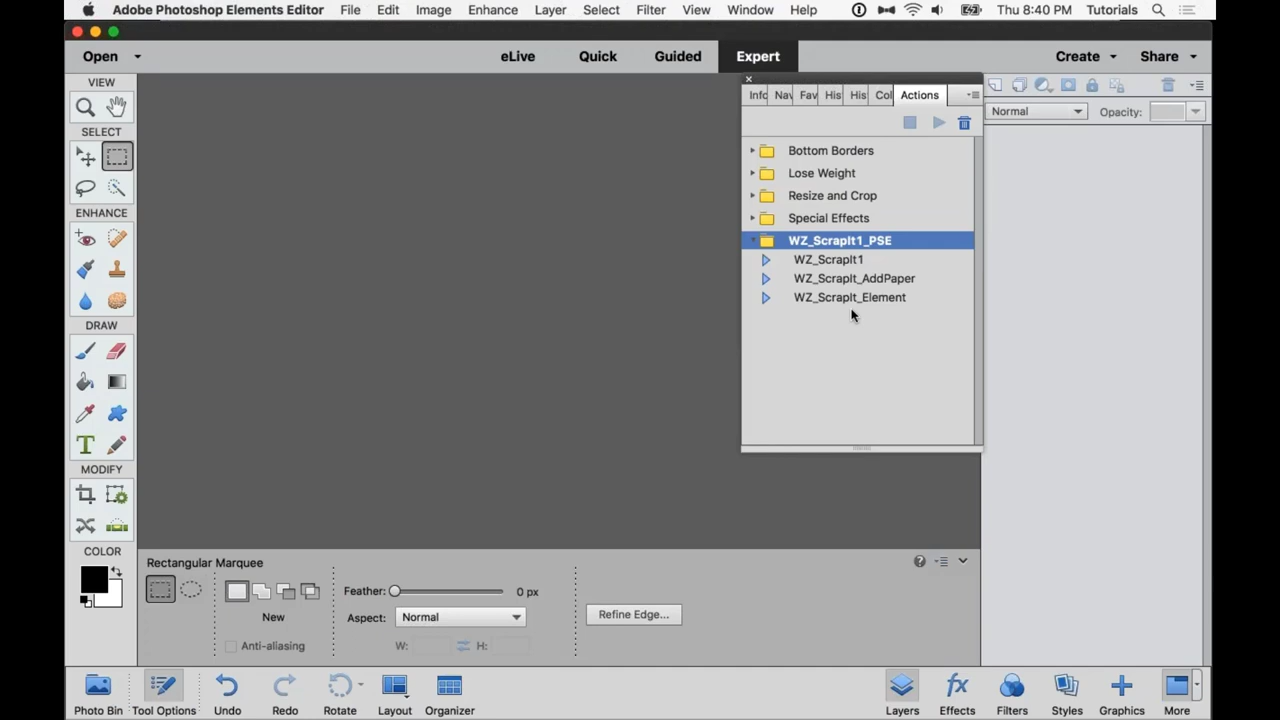 Adobe Photoshop Elements Editor File Edit Image Enhance Layer Select Filter View Window Help Thu 8:40 PM Tutorials
Open eLive Quick Guided Expert Create Share
VIEW
SELECT
ENHANCE
DRAW
MODIFY
COLOR
Info Nav Fav His His Col Actions
Bottom Borders
Lose Weight
Resize and Crop
Special Effects
WZ_ScrapIt1_PSE
WZ_ScrapIt1
WZ_ScrapIt_AddPaper
WZ_ScrapIt_Element
Normal Opacity:
Rectangular Marquee
New
Anti-aliasing
Feather: 0 px
Aspect: Normal
W: H:
Refine Edge...
Photo Bin Tool Options Undo Redo Rotate Layout Organizer Layers Effects Filters Styles Graphics More